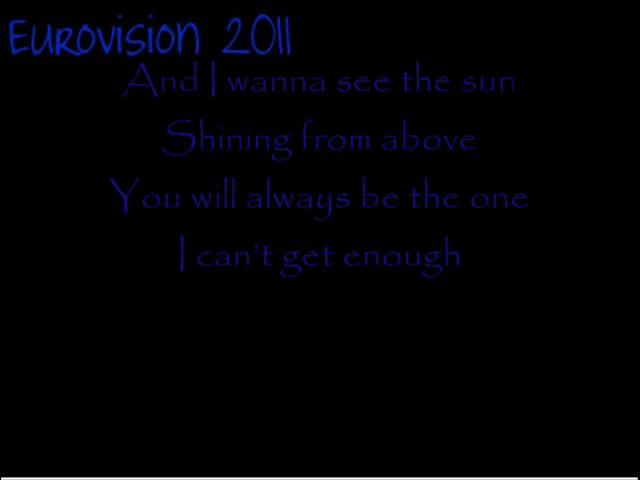 Eurovision 2011
And I wanna see the sun
Shining from above
You will always be the one
I can't get enough